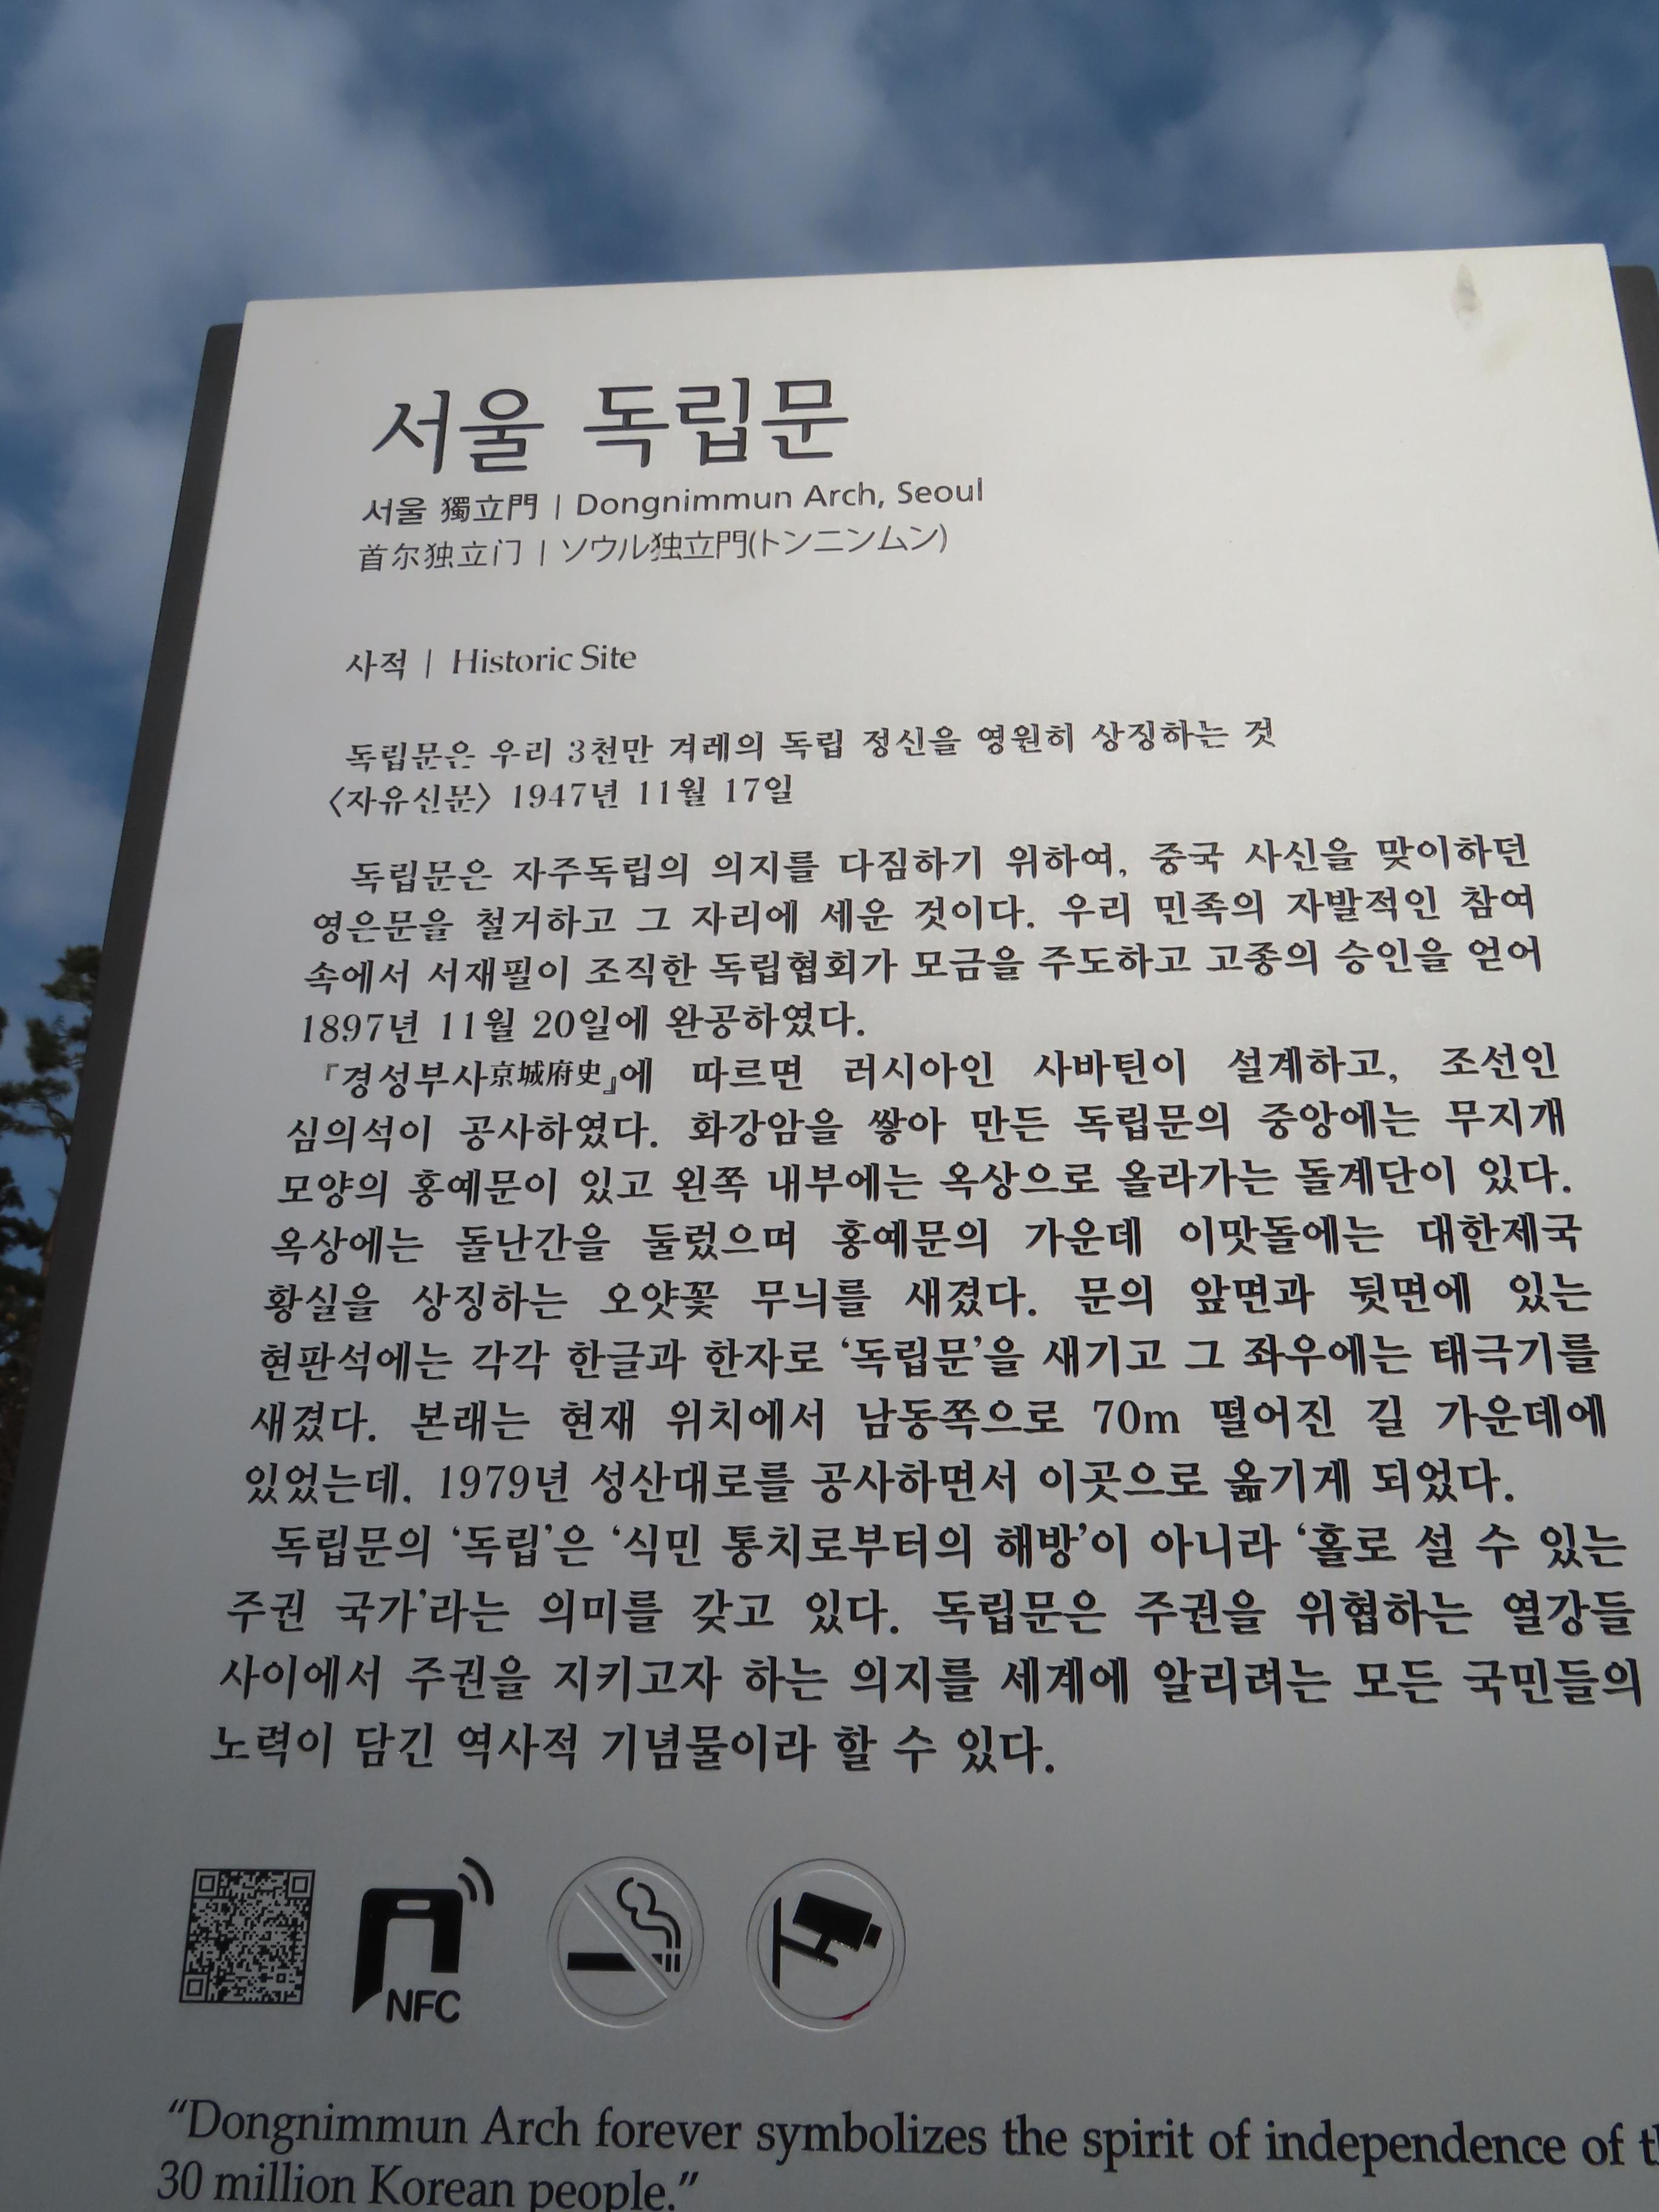 서울 독립문
서울 獨立門 | Dongnimmun Arch, Seoul
首尔独立门 | ソウル独立門(トンニンムン)
사적 | Historic Site
독립문은 우리 3천만 겨레의 독립 정신을 영원히 상징하는 것
〈자유신문〉 1947년 11월 17일
독립문은 자주독립의 의지를 다짐하기 위하여, 중국 사신을 맞이하던
영은문을 철거하고 그 자리에 세운 것이다. 우리 민족의 자발적인 참여
속에서 서재필이 조직한 독립협회가 모금을 주도하고 고종의 승인을 얻어
1897년 11월 20일에 완공하였다.
『경성부사京城府史』에 따르면 러시아인 사바틴이 설계하고, 조선인
심의석이 공사하였다. 화강암을 쌓아 만든 독립문의 중앙에는 무지개
모양의 홍예문이 있고 왼쪽 내부에는 옥상으로 올라가는 돌계단이 있다.
옥상에는 돌난간을 둘렀으며 홍예문의 가운데 이맛돌에는 대한제국
황실을 상징하는 오얏꽃 무늬를 새겼다. 문의 앞면과 뒷면에 있는
현판석에는 각각 한글과 한자로 ‘독립문’을 새기고 그 좌우에는 태극기를
새겼다. 본래는 현재 위치에서 남동쪽으로 70m 떨어진 길 가운데에
있었는데, 1979년 성산대로를 공사하면서 이곳으로 옮기게 되었다.
독립문의 ‘독립’은 ‘식민 통치로부터의 해방’이 아니라 ‘홀로 설 수 있는
주권 국가’라는 의미를 갖고 있다. 독립문은 주권을 위협하는 열강들
사이에서 주권을 지키고자 하는 의지를 세계에 알리려는 모든 국민들의
노력이 담긴 역사적 기념물이라 할 수 있다.
NFC
“Dongnimmun Arch forever symbolizes the spirit of independence of
30 million Korean people.”